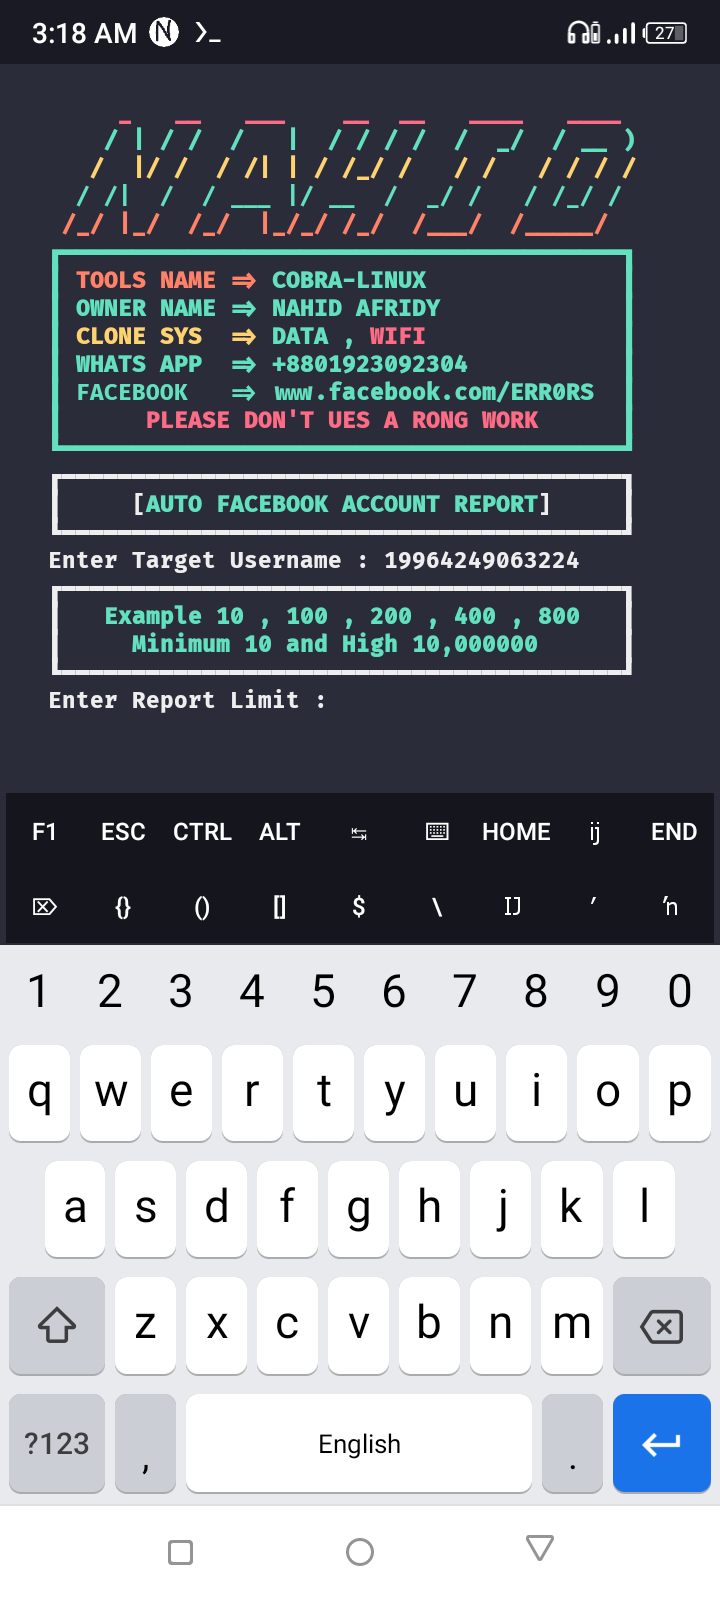 3:18 AM N 27
NAHID
TOOLS NAME => COBRA-LINUX
OWNER NAME => NAHID AFRIDY
CLONE SYS => DATA , WIFI
WHATS APP => +8801923092304
FACEBOOK => www.facebook.com/ERR0RS
PLEASE DON'T UES A RONG WORK
[AUTO FACEBOOK ACCOUNT REPORT]
Enter Target Username : 19964249063224
Example 10 , 100 , 200 , 400 , 800
Minimum 10 and High 10,000000
Enter Report Limit :
F1 ESC CTRL ALT ↹ ⌨ HOME ij END
⌦ {} () [] $ \ IJ ′ ŉ
1 2 3 4 5 6 7 8 9 0
q w e r t y u i o p
a s d f g h j k l
z x c v b n m
?123 , English .